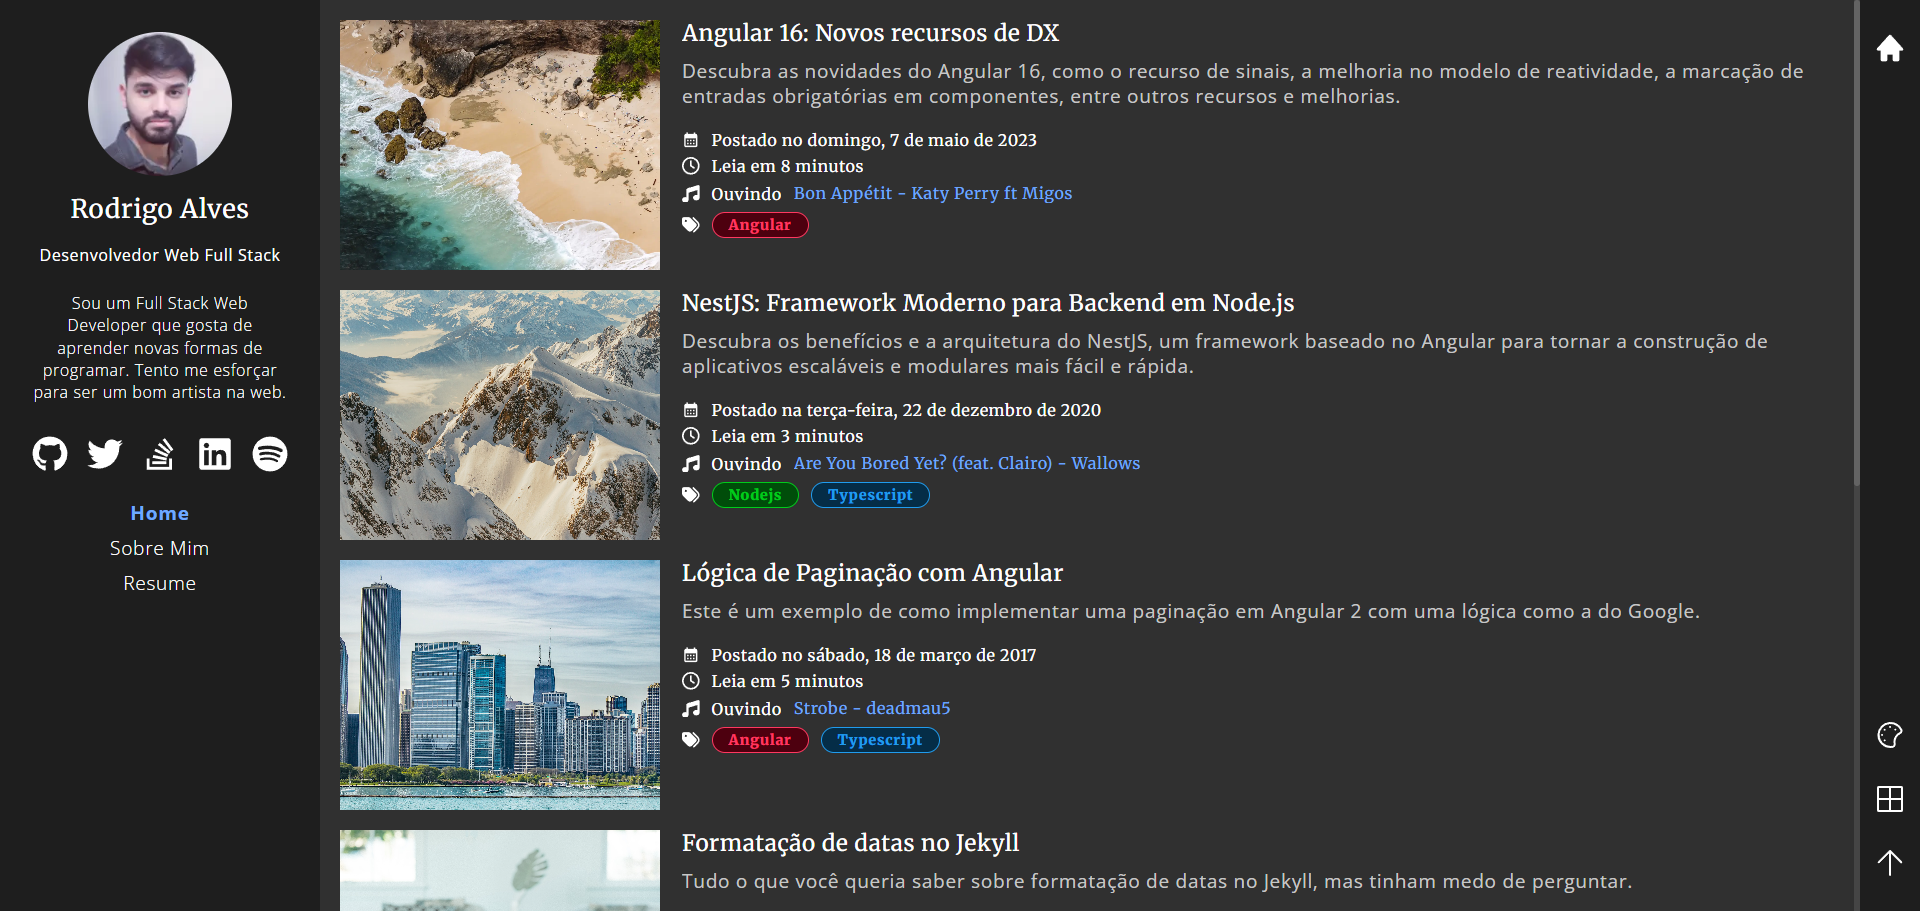 Rodrigo Alves
Desenvolvedor Web Full Stack
Sou um Full Stack Web
Developer que gosta de
aprender novas formas de
programar. Tento me esforçar
para ser um bom artista na web.
Home
Sobre Mim
Resume
Angular 16: Novos recursos de DX
Descubra as novidades do Angular 16, como o recurso de sinais, a melhoria no modelo de reatividade, a marcação de
entradas obrigatórias em componentes, entre outros recursos e melhorias.
Postado no domingo, 7 de maio de 2023
Leia em 8 minutos
Ouvindo Bon Appétit - Katy Perry ft Migos
Angular
NestJS: Framework Moderno para Backend em Node.js
Descubra os benefícios e a arquitetura do NestJS, um framework baseado no Angular para tornar a construção de
aplicativos escaláveis e modulares mais fácil e rápida.
Postado na terça-feira, 22 de dezembro de 2020
Leia em 3 minutos
Ouvindo Are You Bored Yet? (feat. Clairo) - Wallows
Nodejs Typescript
Lógica de Paginação com Angular
Este é um exemplo de como implementar uma paginação em Angular 2 com uma lógica como a do Google.
Postado no sábado, 18 de março de 2017
Leia em 5 minutos
Ouvindo Strobe - deadmau5
Angular Typescript
Formatação de datas no Jekyll
Tudo o que você queria saber sobre formatação de datas no Jekyll, mas tinham medo de perguntar.